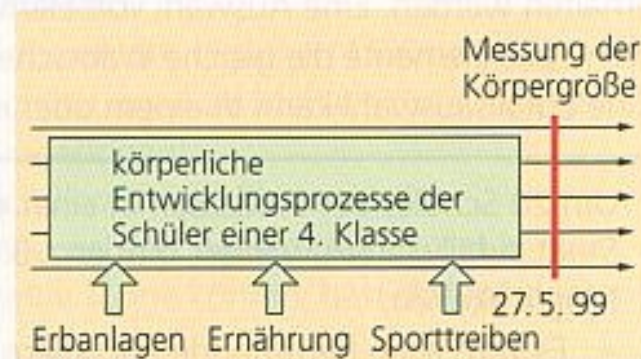 Messung der
Körpergröße
körperliche
Entwicklungsprozesse der
Schüler einer 4. Klasse
27.5.99
Erbanlagen Ernährung Sporttreiben